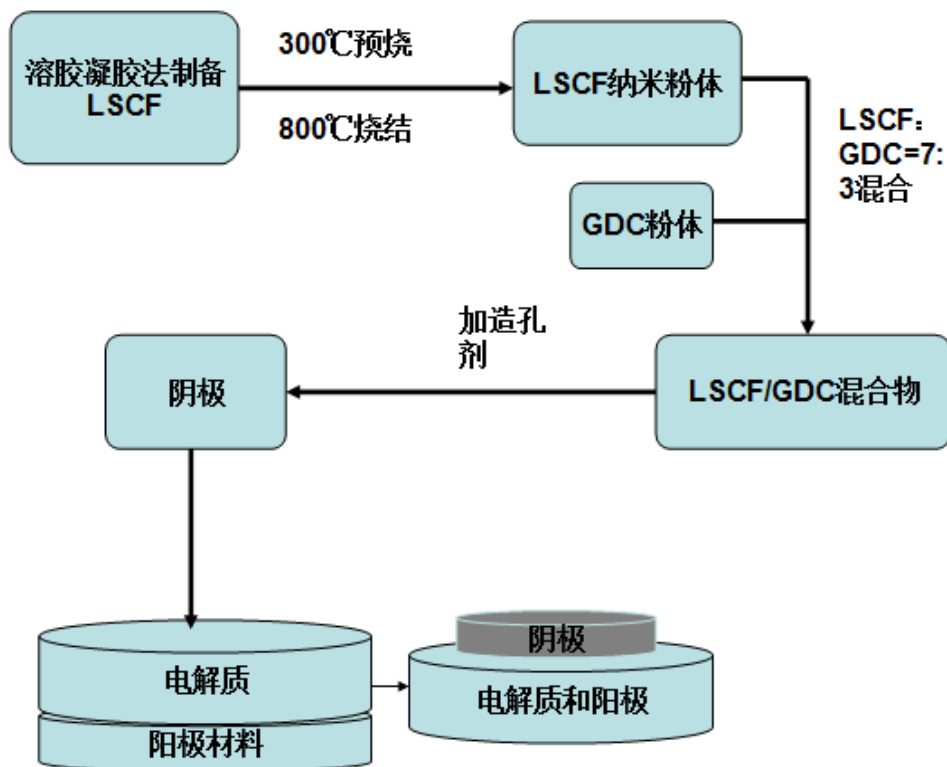 溶胶凝胶法制备
LSCF
300℃预烧
800℃烧结
LSCF纳米粉体
LSCF：
GDC=7:
3混合
GDC粉体
加造孔
剂
阴极
LSCF/GDC混合物
电解质
阳极材料
阴极
电解质和阳极